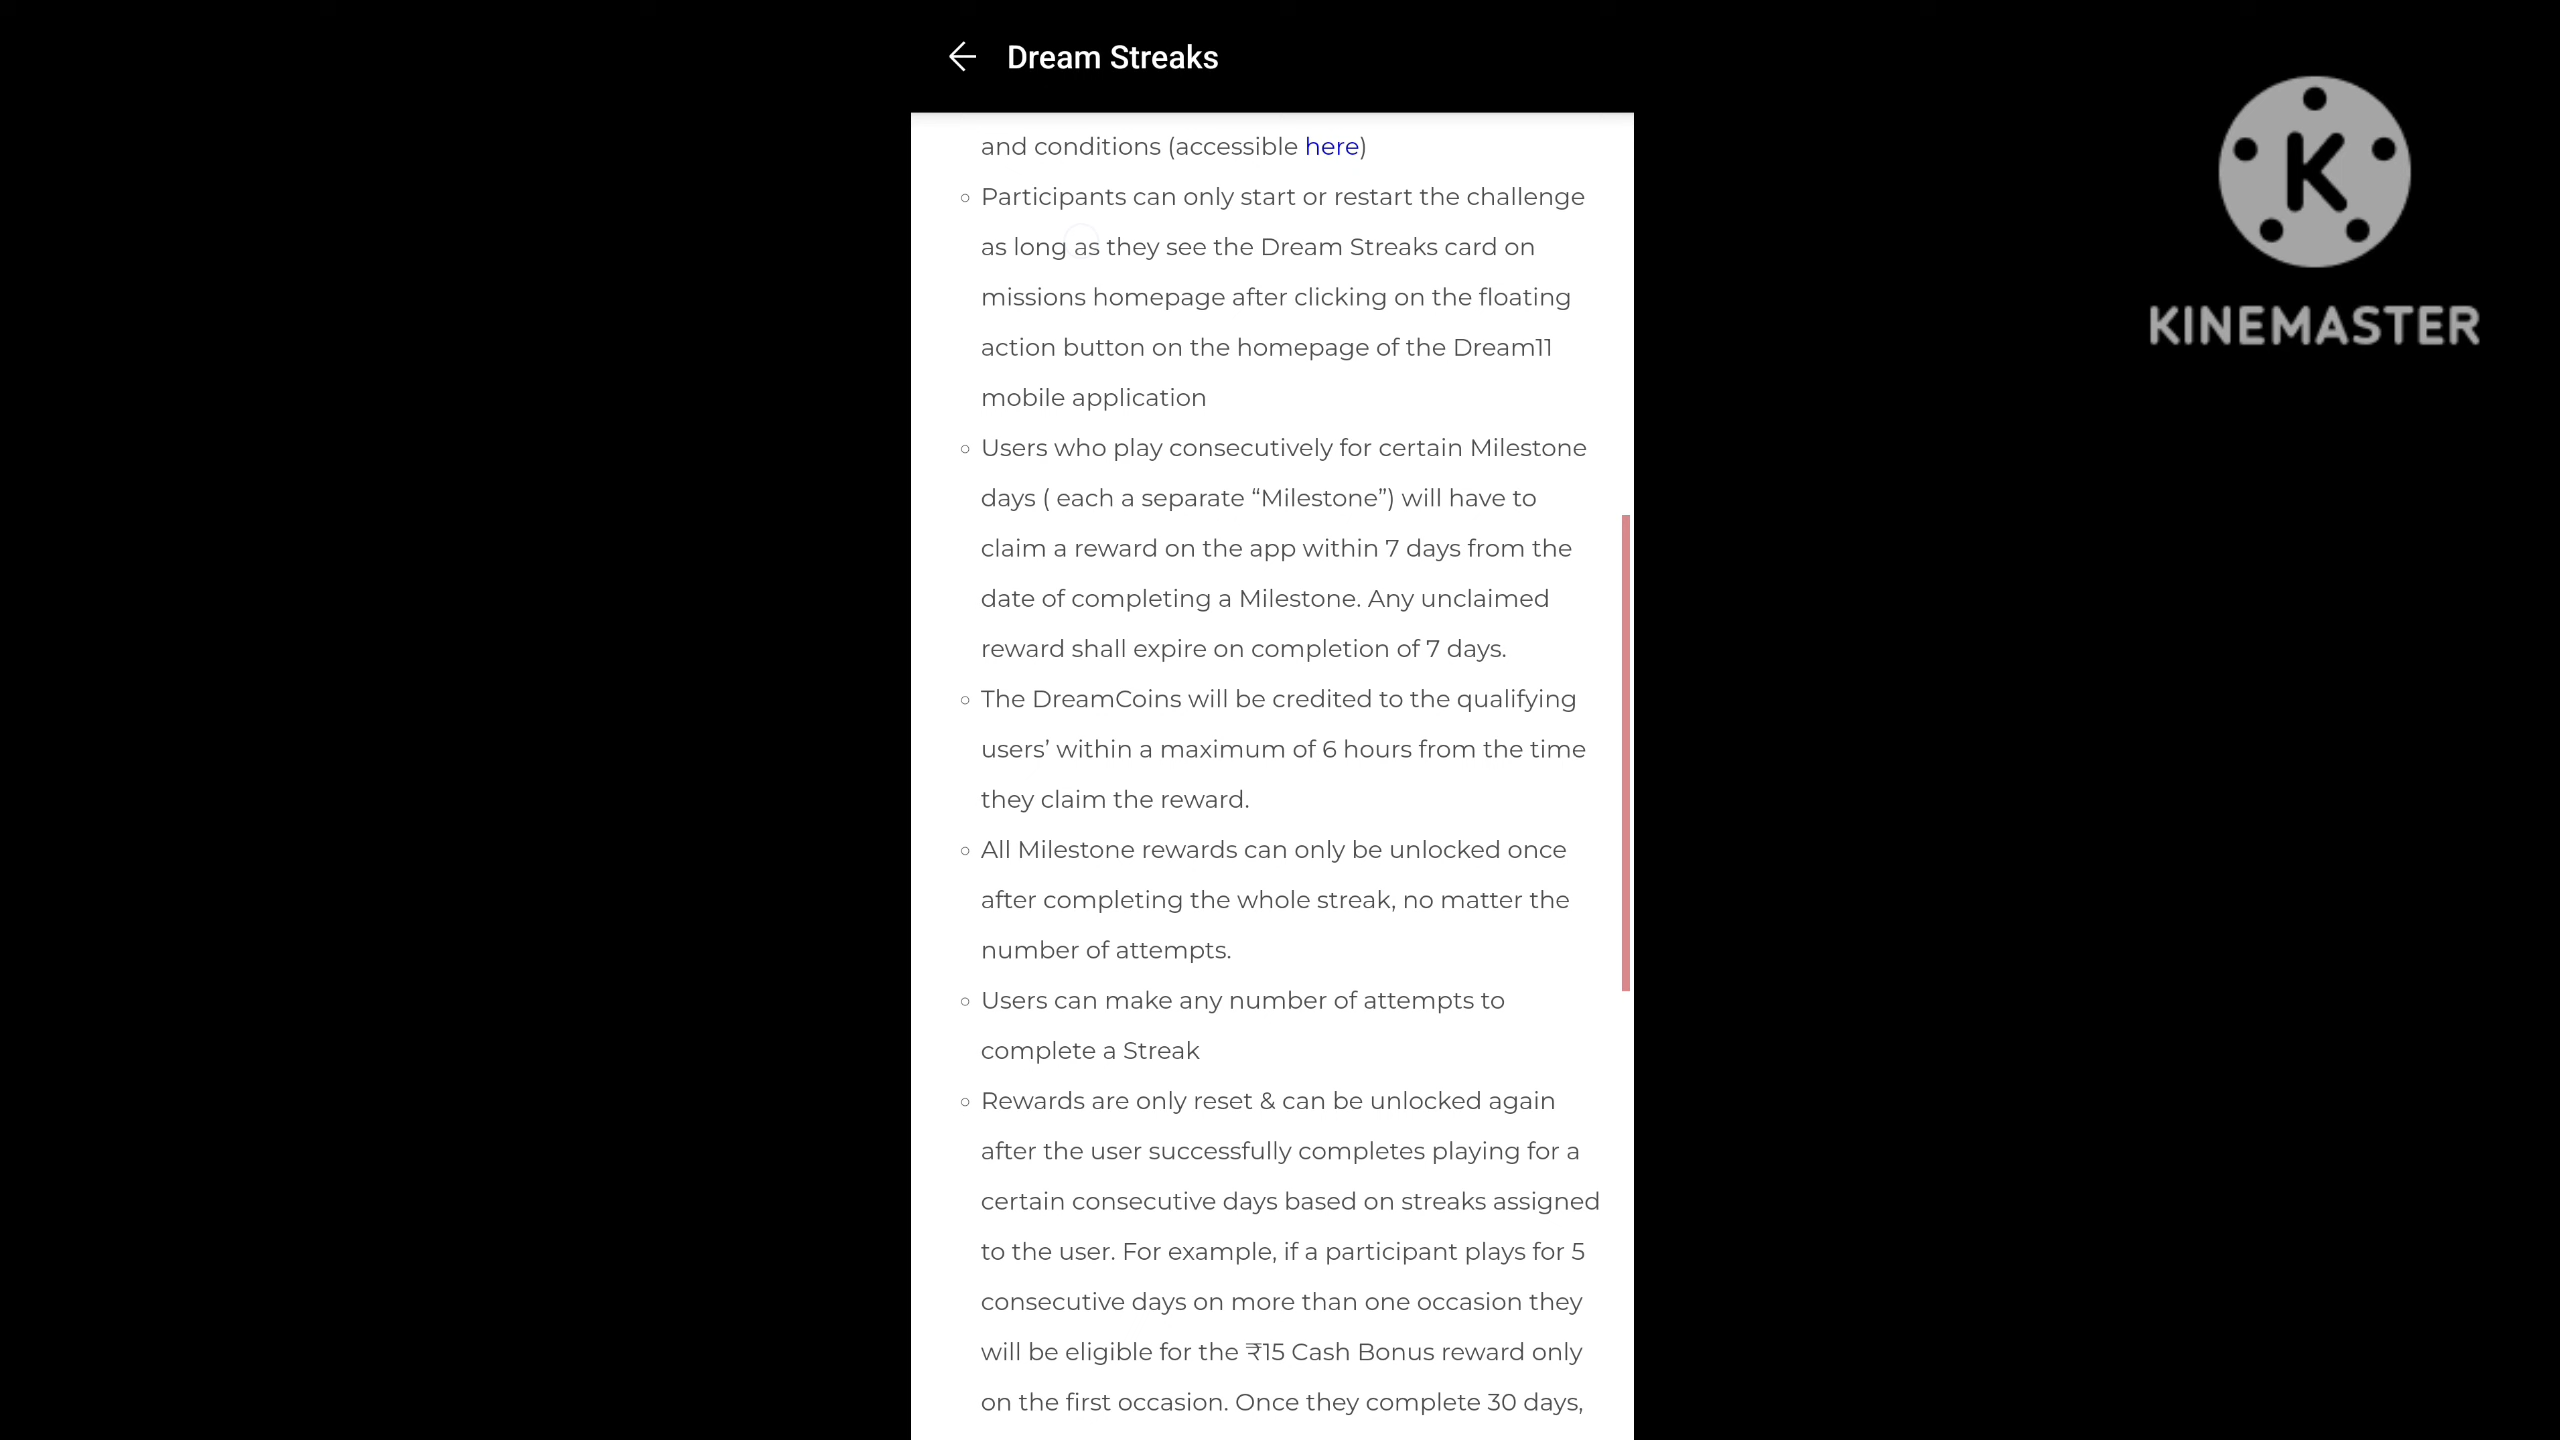 Dream Streaks
and conditions (accessible here)
Participants can only start or restart the challenge
as long as they see the Dream Streaks card on
missions homepage after clicking on the floating
action button on the homepage of the Dream11
mobile application
Users who play consecutively for certain Milestone
days ( each a separate “Milestone”) will have to
claim a reward on the app within 7 days from the
date of completing a Milestone. Any unclaimed
reward shall expire on completion of 7 days.
The DreamCoins will be credited to the qualifying
users’ within a maximum of 6 hours from the time
they claim the reward.
All Milestone rewards can only be unlocked once
after completing the whole streak, no matter the
number of attempts.
Users can make any number of attempts to
complete a Streak
Rewards are only reset & can be unlocked again
after the user successfully completes playing for a
certain consecutive days based on streaks assigned
to the user. For example, if a participant plays for 5
consecutive days on more than one occasion they
will be eligible for the ₹15 Cash Bonus reward only
on the first occasion. Once they complete 30 days,
K
KINEMASTER